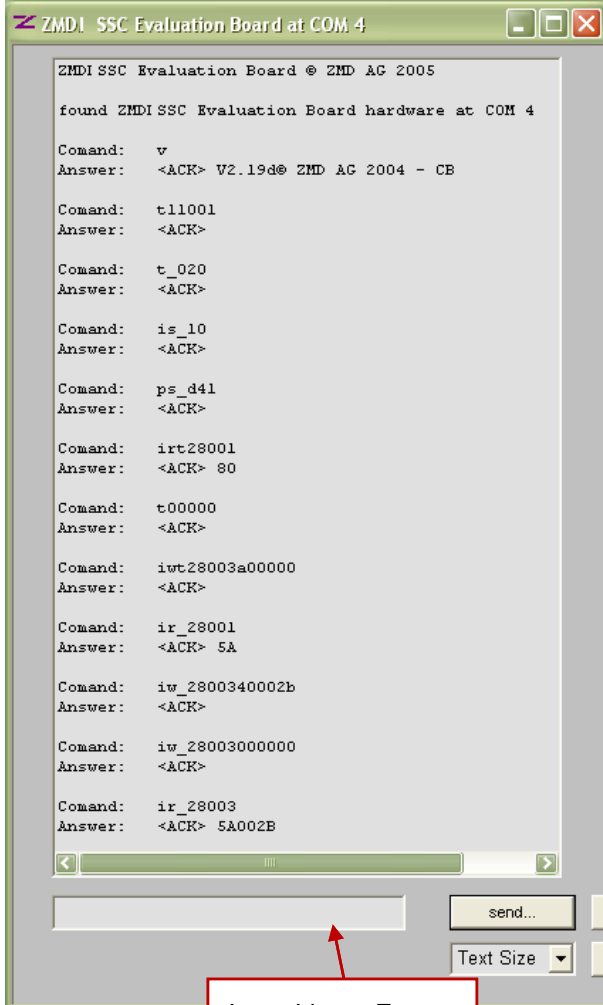 ZMDI SSC Evaluation Board at COM 4
ZMDI SSC Evaluation Board © ZMD AG 2005
found ZMDI SSC Evaluation Board hardware at COM 4
Comand: v
Answer: <ACK> V2.19d© ZMD AG 2004 - CB
Comand: t11001
Answer: <ACK>
Comand: t_020
Answer: <ACK>
Comand: is_10
Answer: <ACK>
Comand: ps_d41
Answer: <ACK>
Comand: irt28001
Answer: <ACK> 80
Comand: t00000
Answer: <ACK>
Comand: iwt28003a00000
Answer: <ACK>
Comand: ir_28001
Answer: <ACK> 5A
Comand: iw_2800340002b
Answer: <ACK>
Comand: iw_28003000000
Answer: <ACK>
Comand: ir_28003
Answer: <ACK> 5A002B
send...
Text Size